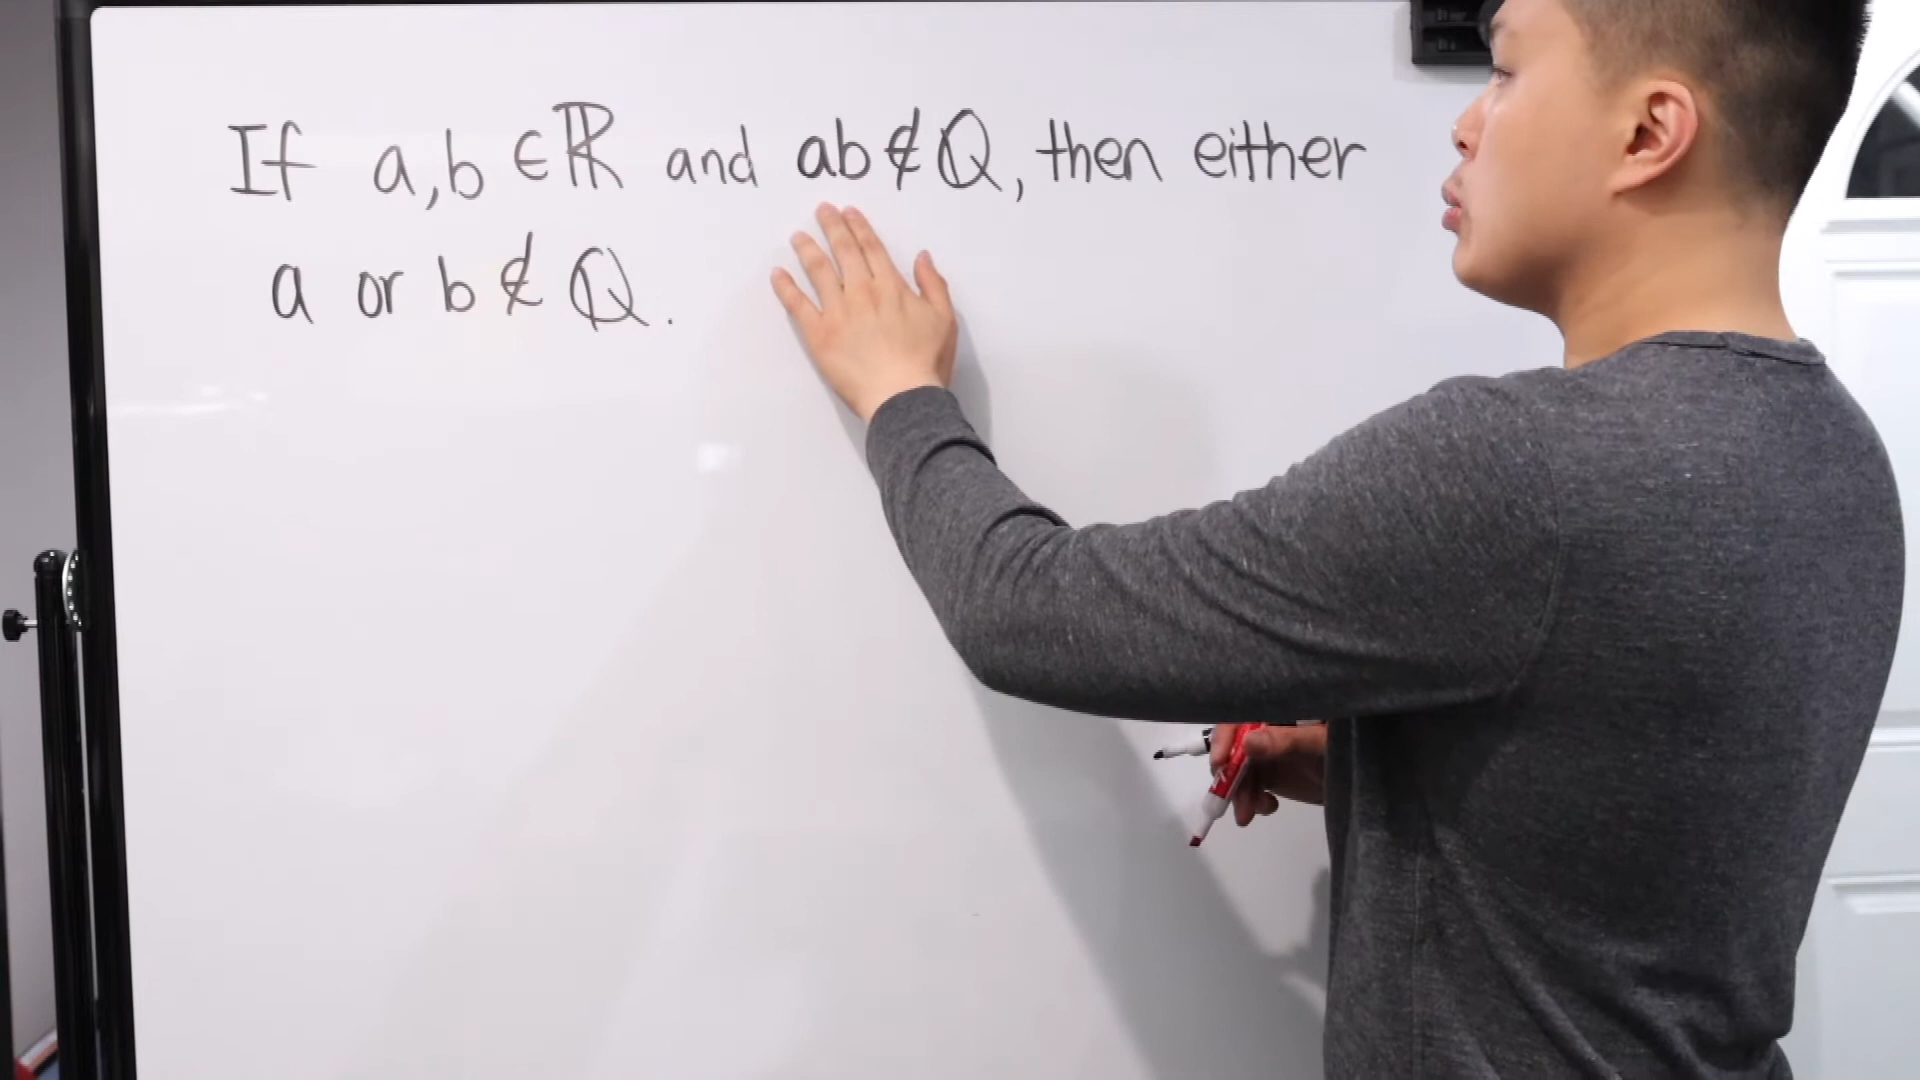 If a,b ∈ ℝ and ab ∉ ℚ, then either
a or b ∉ ℚ.